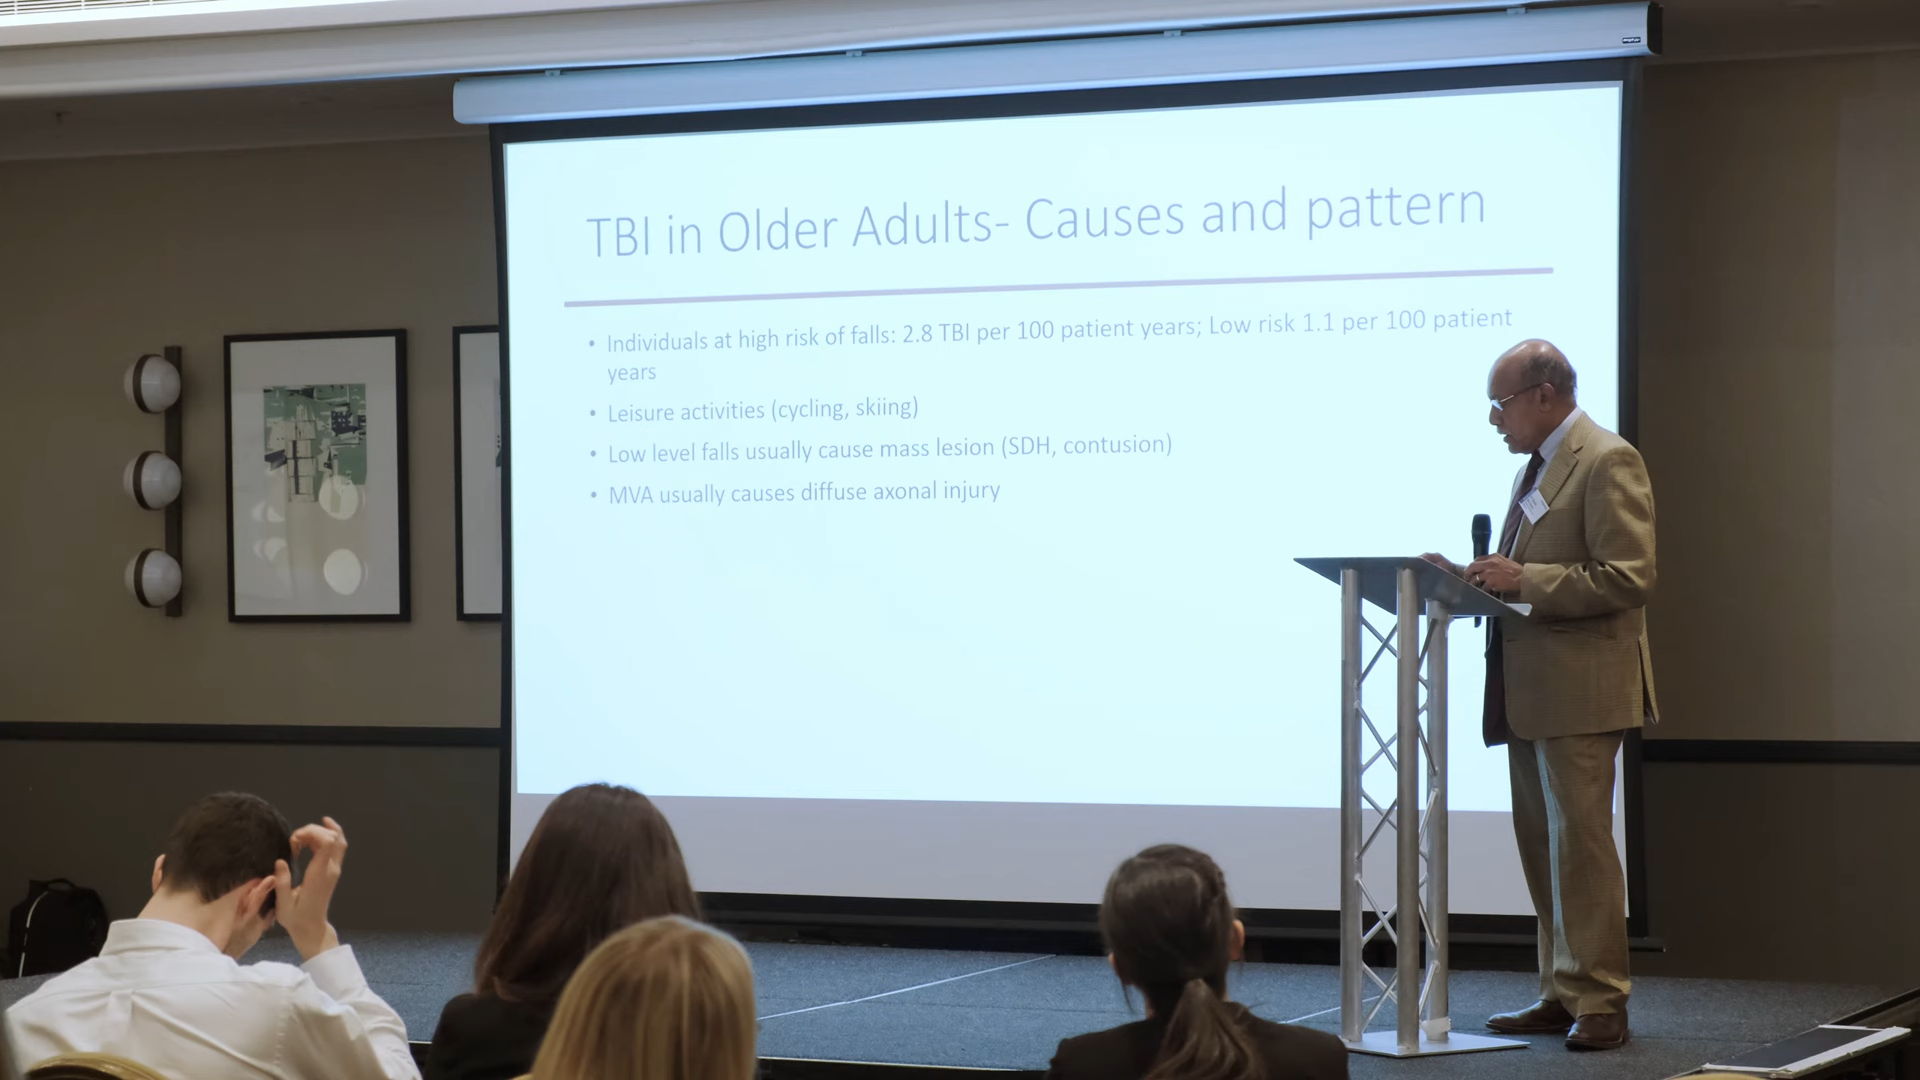 TBI in Older Adults- Causes and pattern
• Individuals at high risk of falls: 2.8 TBI per 100 patient years; Low risk 1.1 per 100 patient
years
• Leisure activities (cycling, skiing)
• Low level falls usually cause mass lesion (SDH, contusion)
• MVA usually causes diffuse axonal injury